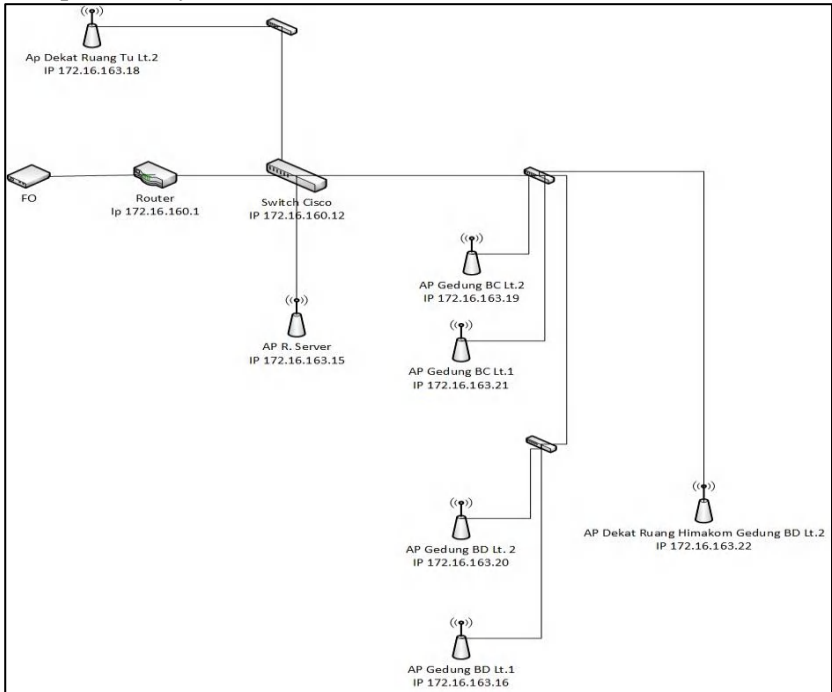 Ap Dekat Ruang Tu Lt.2
IP 172.16.163.18
FO
Router
Ip 172.16.160.1
Switch Cisco
IP 172.16.160.12
AP Gedung BC Lt.2
IP 172.16.163.19
AP R. Server
IP 172.16.163.15
AP Gedung BC Lt.1
IP 172.16.163.21
AP Gedung BD Lt. 2
IP 172.16.163.20
AP Dekat Ruang Himakom Gedung BD Lt.2
IP 172.16.163.22
AP Gedung BD Lt.1
IP 172.16.163.16